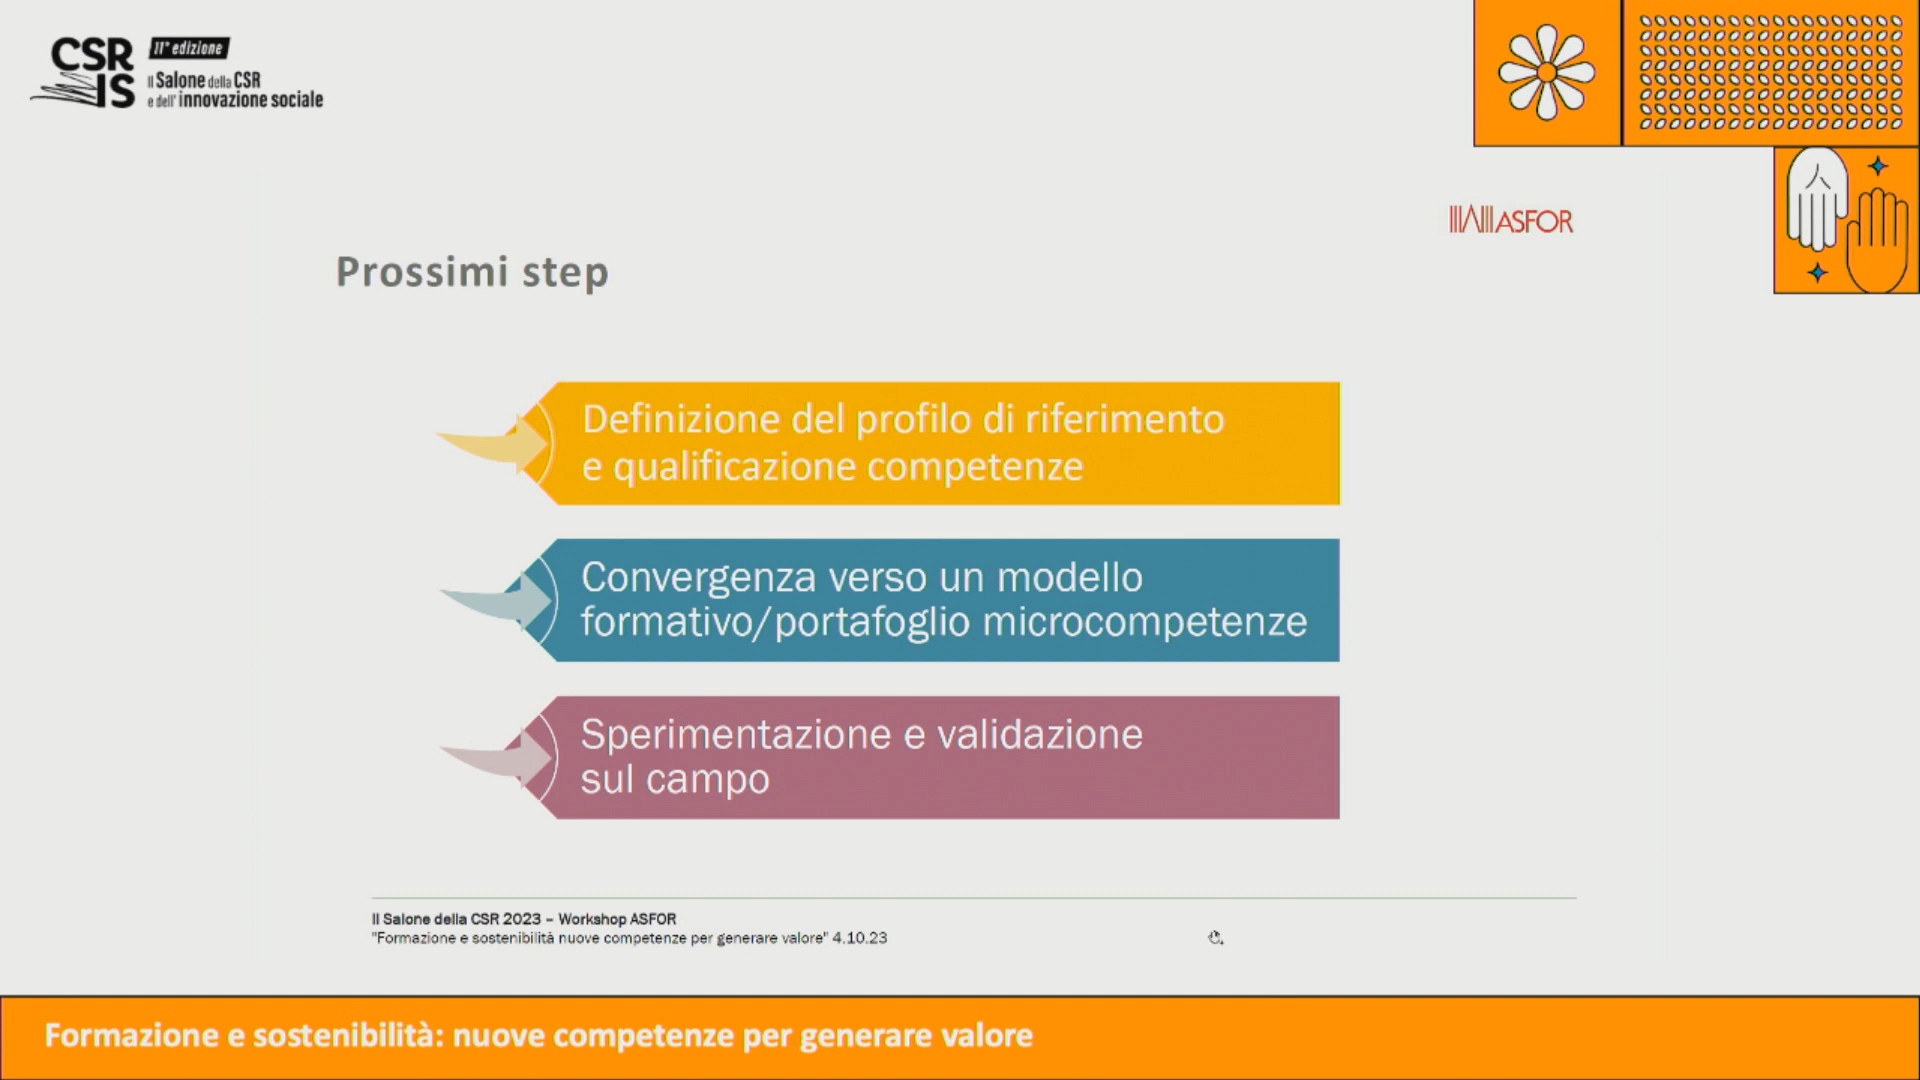 CSR
IS
11ª edizione
Il Salone della CSR
e dell'innovazione sociale
ASFOR
Prossimi step
Definizione del profilo di riferimento
e qualificazione competenze
Convergenza verso un modello
formativo/portafoglio microcompetenze
Sperimentazione e validazione
sul campo
Il Salone della CSR 2023 – Workshop ASFOR
"Formazione e sostenibilità nuove competenze per generare valore" 4.10.23
Formazione e sostenibilità: nuove competenze per generare valore